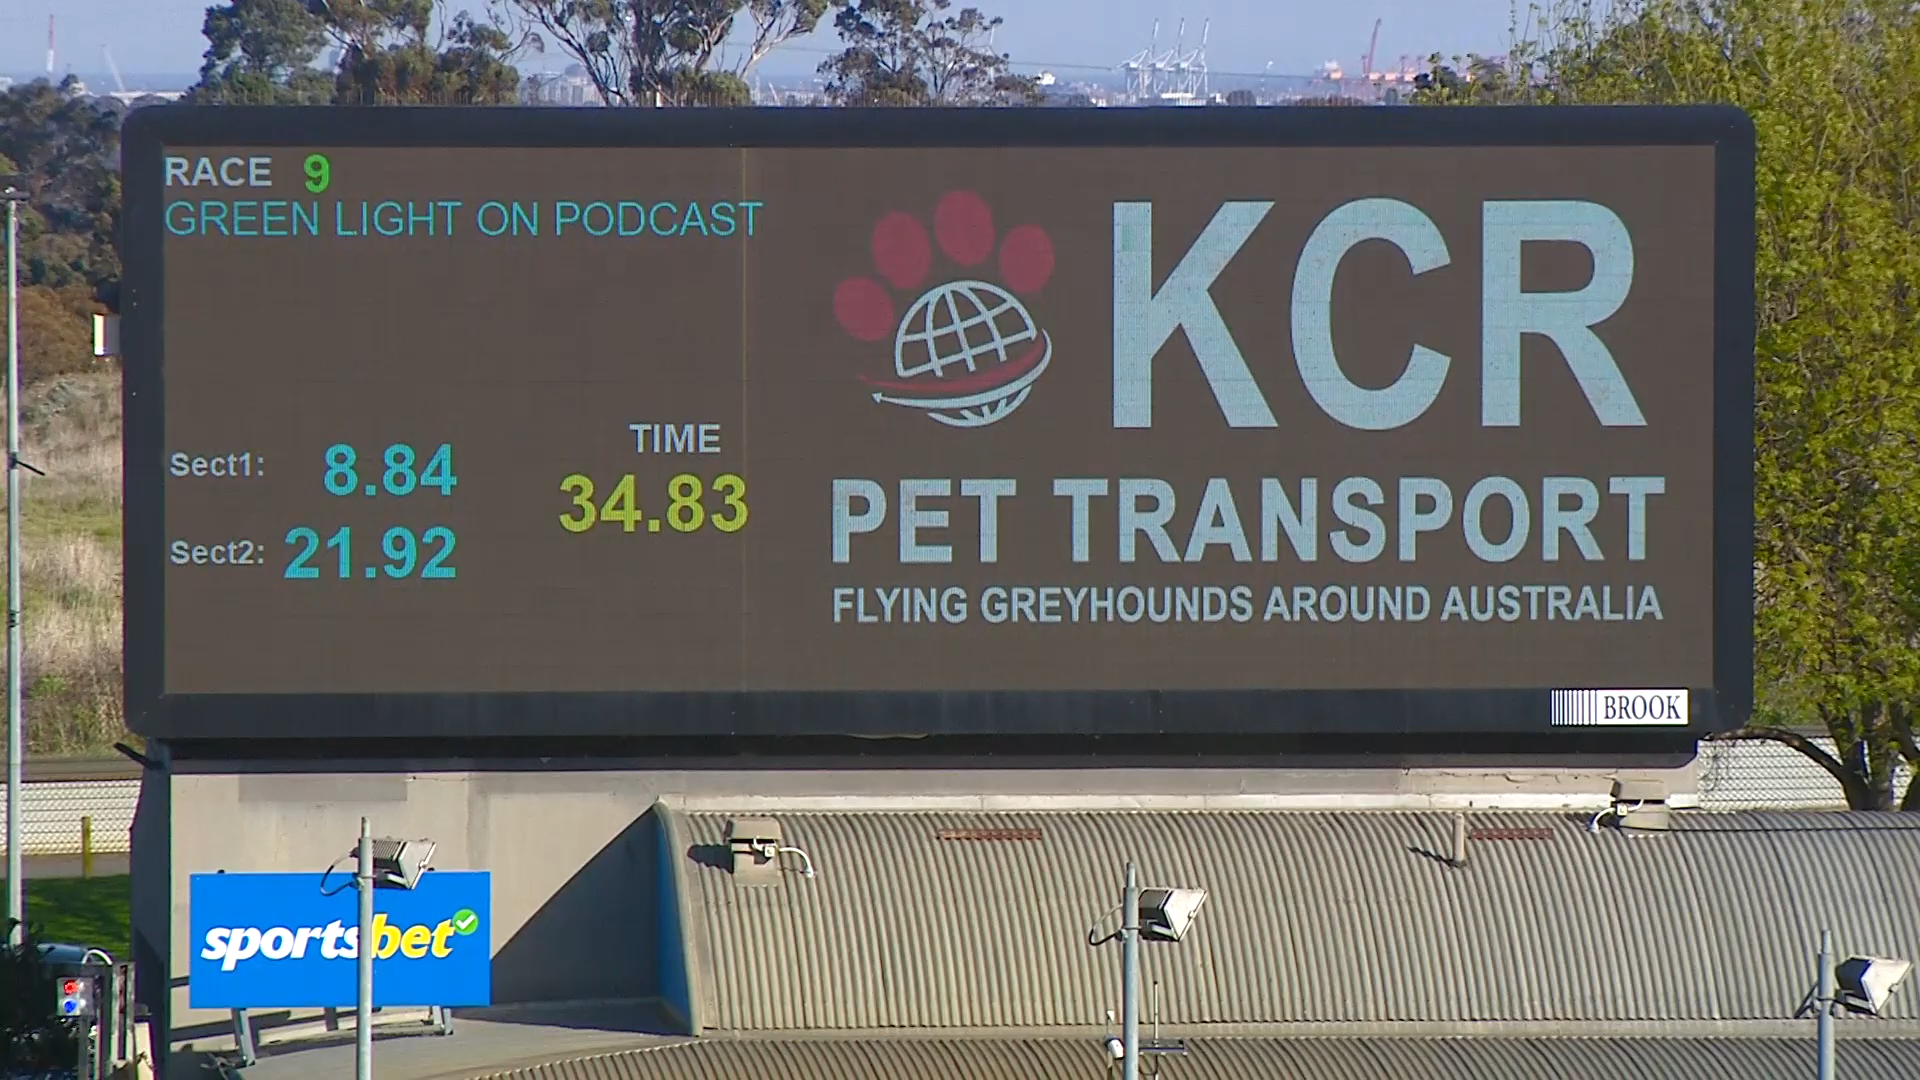 RACE 9
GREEN LIGHT ON PODCAST
TIME
Sect1: 8.84
34.83
Sect2: 21.92
KCR
PET TRANSPORT
FLYING GREYHOUNDS AROUND AUSTRALIA
BROOK
sportsbet